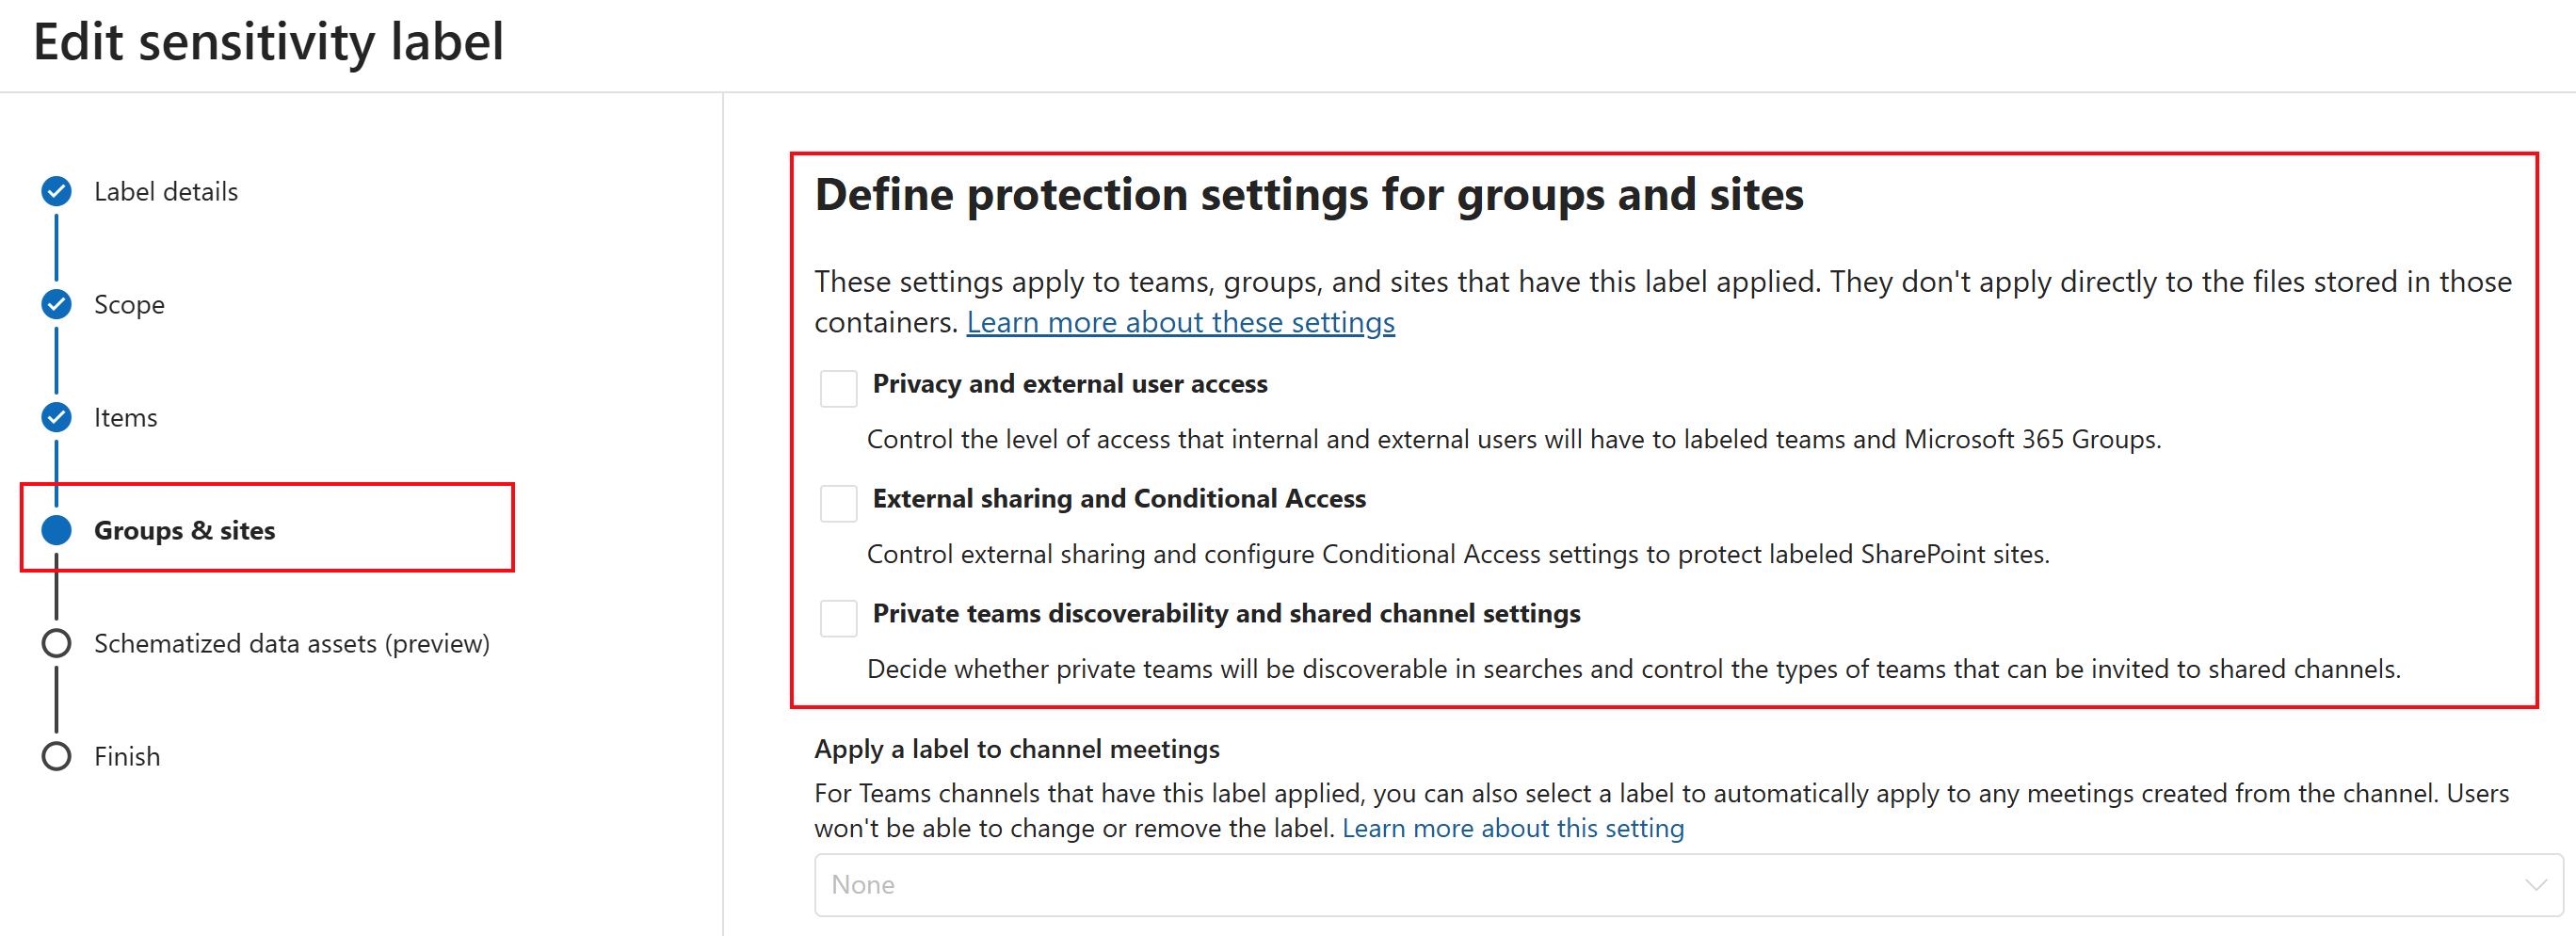 Edit sensitivity label
Label details
Scope
Items
Groups & sites
Schematized data assets (preview)
Finish
Define protection settings for groups and sites
These settings apply to teams, groups, and sites that have this label applied. They don't apply directly to the files stored in those
containers. Learn more about these settings
Privacy and external user access
Control the level of access that internal and external users will have to labeled teams and Microsoft 365 Groups.
External sharing and Conditional Access
Control external sharing and configure Conditional Access settings to protect labeled SharePoint sites.
Private teams discoverability and shared channel settings
Decide whether private teams will be discoverable in searches and control the types of teams that can be invited to shared channels.
Apply a label to channel meetings
For Teams channels that have this label applied, you can also select a label to automatically apply to any meetings created from the channel. Users
won't be able to change or remove the label. Learn more about this setting
None